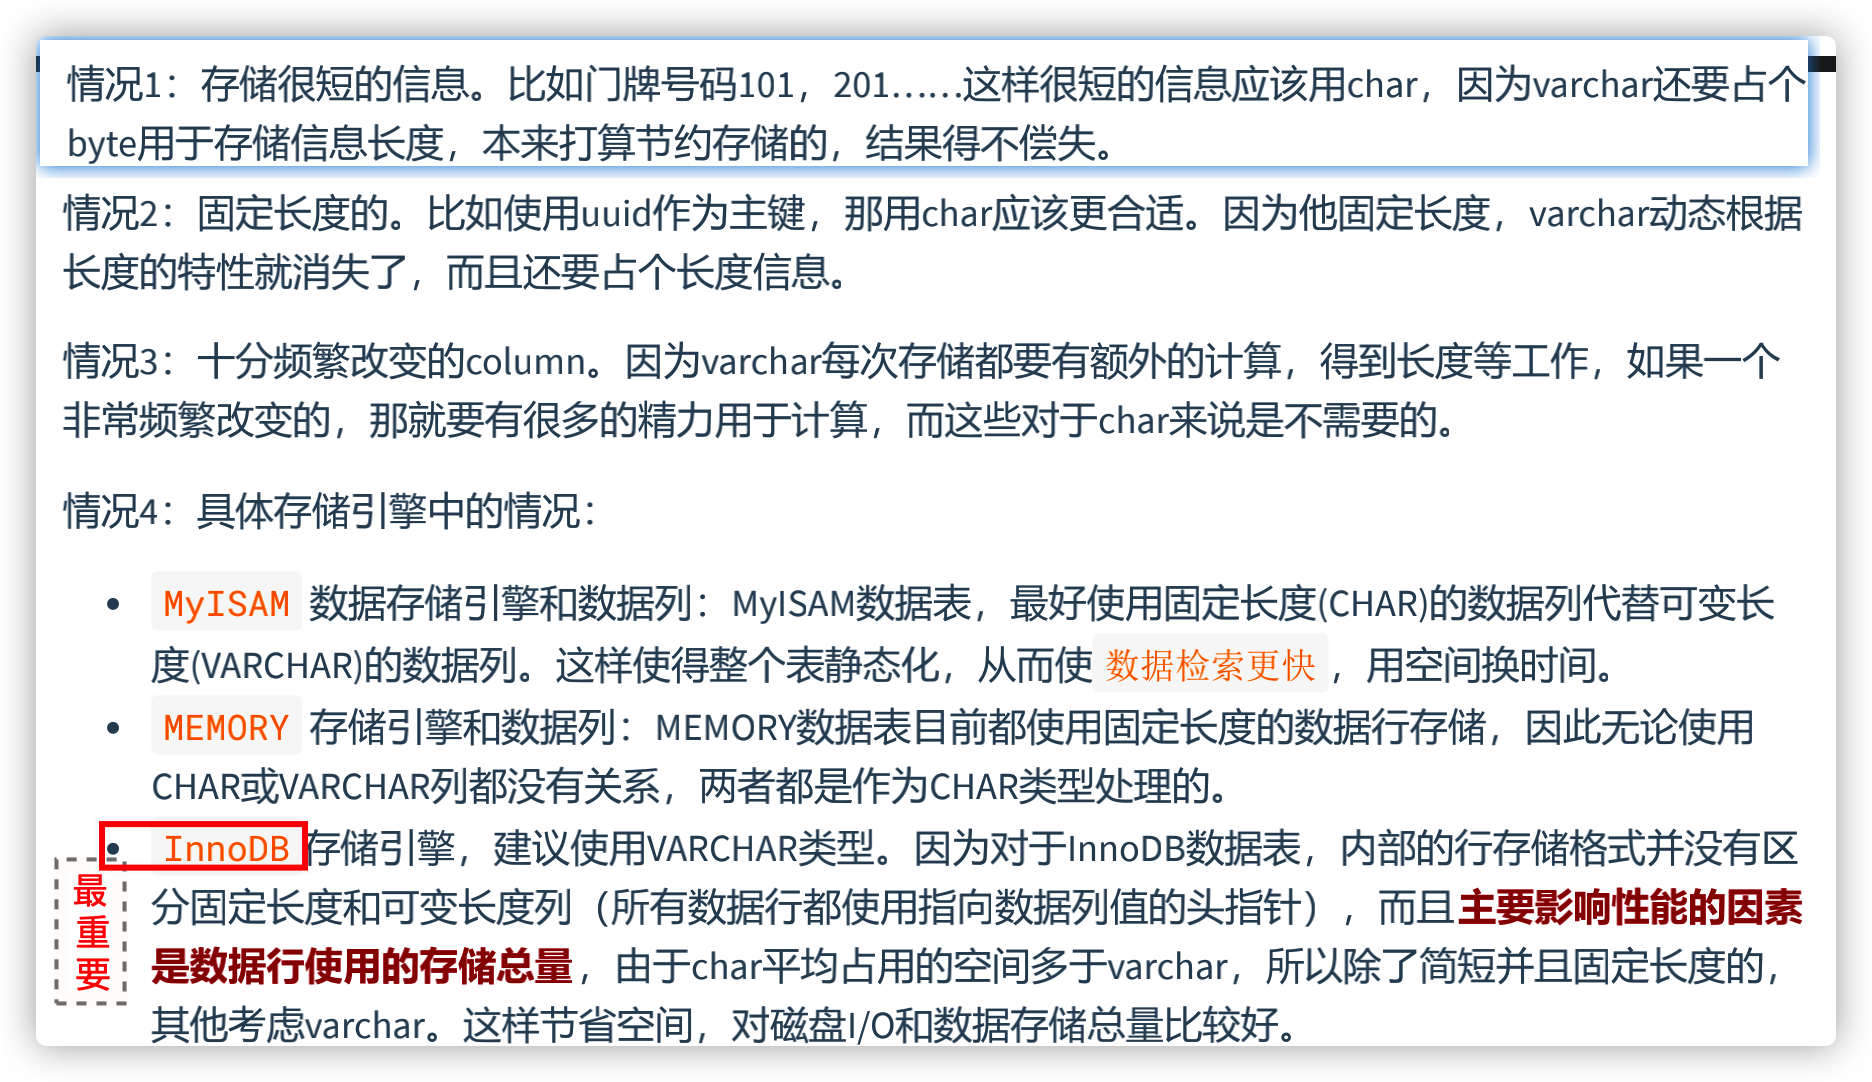 情况1：存储很短的信息。比如门牌号码101，201……这样很短的信息应该用char，因为varchar还要占个
byte用于存储信息长度，本来打算节约存储的，结果得不偿失。
情况2：固定长度的。比如使用uuid作为主键，那用char应该更合适。因为他固定长度，varchar动态根据
长度的特性就消失了，而且还要占个长度信息。
情况3：十分频繁改变的column。因为varchar每次存储都要有额外的计算，得到长度等工作，如果一个
非常频繁改变的，那就要有很多的精力用于计算，而这些对于char来说是不需要的。
情况4：具体存储引擎中的情况：
• MyISAM 数据存储引擎和数据列：MyISAM数据表，最好使用固定长度(CHAR)的数据列代替可变长
度(VARCHAR)的数据列。这样使得整个表静态化，从而使 数据检索更快 ，用空间换时间。
• MEMORY 存储引擎和数据列：MEMORY数据表目前都使用固定长度的数据行存储，因此无论使用
CHAR或VARCHAR列都没有关系，两者都是作为CHAR类型处理的。
• InnoDB 存储引擎，建议使用VARCHAR类型。因为对于InnoDB数据表，内部的行存储格式并没有区
分固定长度和可变长度列（所有数据行都使用指向数据列值的头指针），而且主要影响性能的因素
是数据行使用的存储总量，由于char平均占用的空间多于varchar，所以除了简短并且固定长度的，
其他考虑varchar。这样节省空间，对磁盘I/O和数据存储总量比较好。
最
重
要